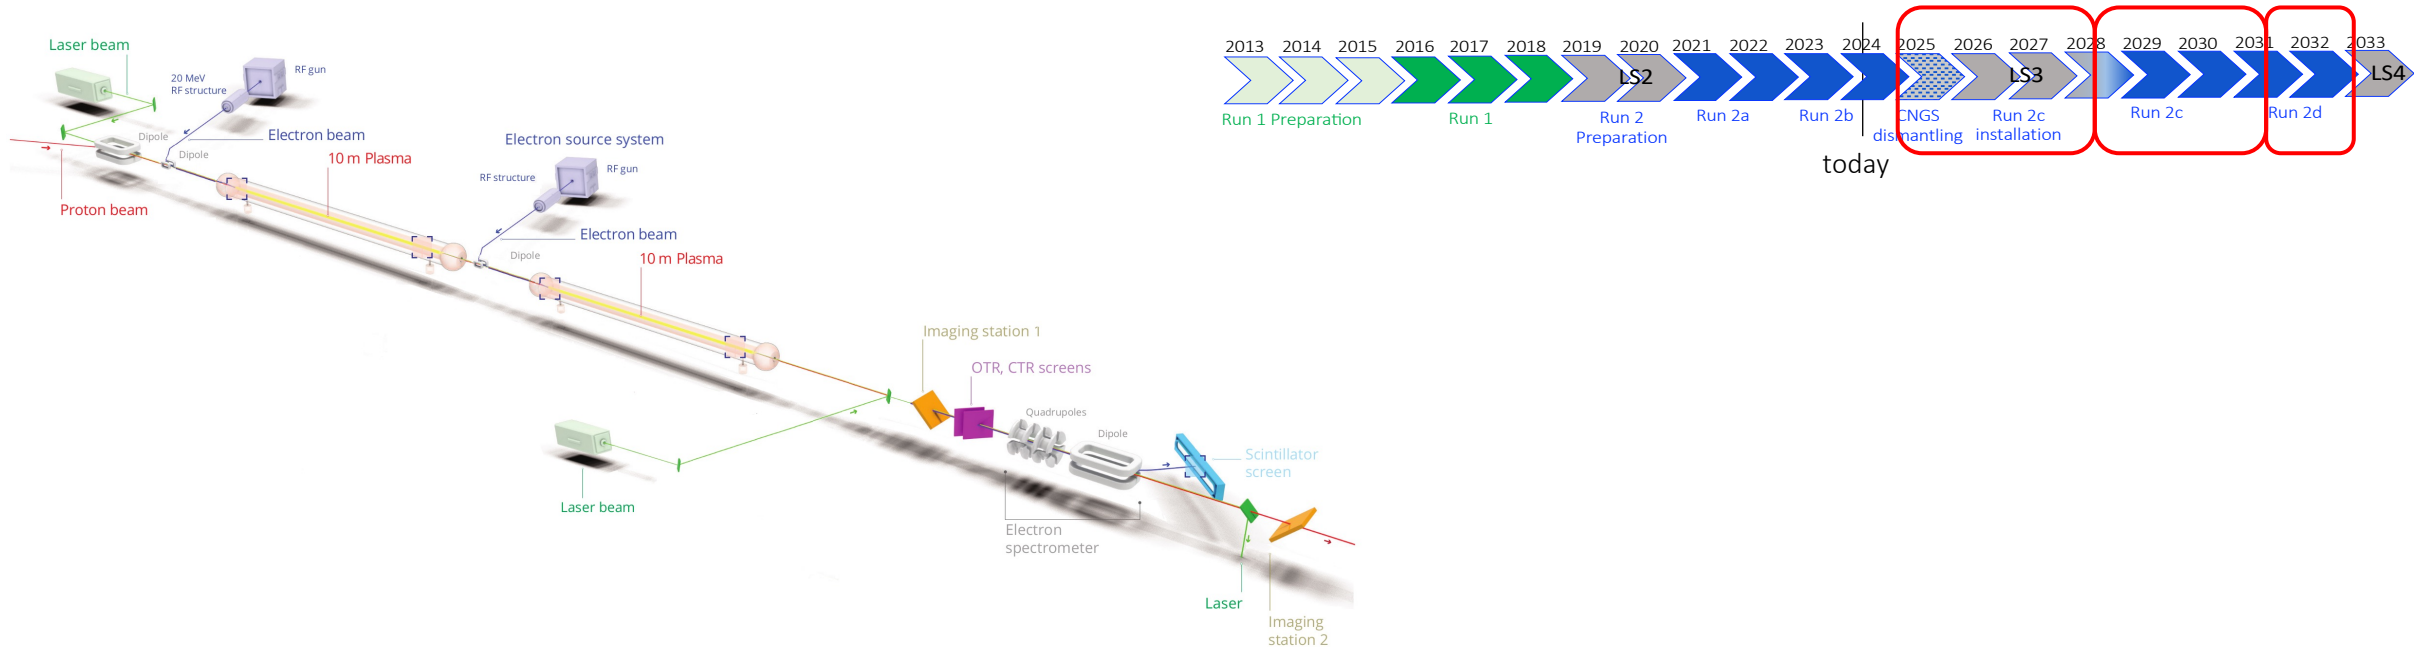 Laser beam
20 MeV
RF structure
RF gun
Dipole
Electron beam
Dipole
10 m Plasma
Proton beam
Electron source system
RF structure
RF gun
Electron beam
Dipole
10 m Plasma
Imaging station 1
OTR, CTR screens
Quadrupoles
Dipole
Scintillator
screen
Laser beam
Electron
spectrometer
Laser
Imaging
station 2
2013 2014 2015 2016 2017 2018 2019 2020 2021 2022 2023 2024 2025 2026 2027 2028 2029 2030 2031 2032 2033
LS2 LS3 LS4
Run 1 Preparation
Run 1
Run 2
Preparation
Run 2a
Run 2b
CNGS
dismantling
Run 2c
installation
Run 2c
Run 2d
today